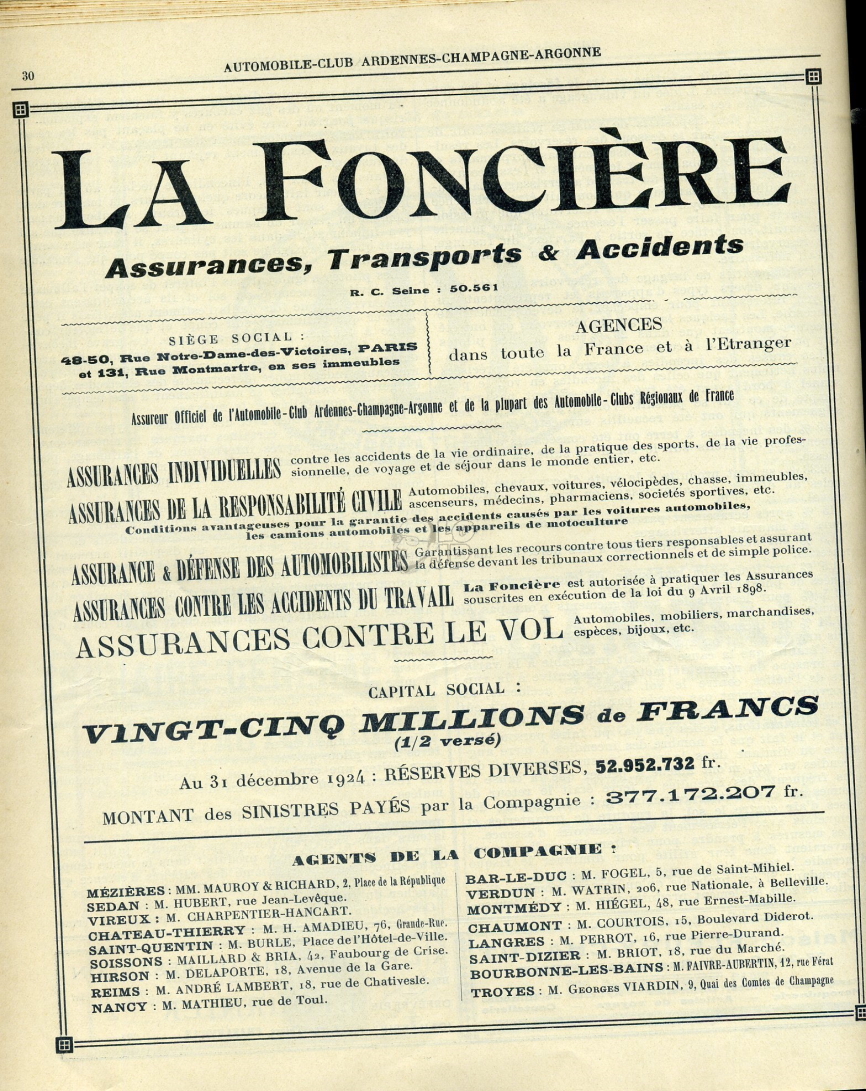 30
AUTOMOBILE-CLUB ARDENNES-CHAMPAGNE-ARGONNE
LA FONCIÈRE
Assurances, Transports & Accidents
R. C. Seine : 50.561
SIÈGE SOCIAL :
48-50, Rue Notre-Dame-des-Victoires, PARIS
et 131, Rue Montmartre, en ses immeubles
AGENCES
dans toute la France et à l'Etranger
Assureur Officiel de l'Automobile-Club Ardennes-Champagne-Argonne et de la plupart des Automobile-Clubs Régionaux de France
ASSURANCES INDIVIDUELLES contre les accidents de la vie ordinaire, de la pratique des sports, de la vie profes-
sionnelle, de voyage et de séjour dans le monde entier, etc.
ASSURANCES DE LA RESPONSABILITÉ CIVILE Automobiles, chevaux, voitures, vélocipèdes, chasse, immeubles,
ascenseurs, médecins, pharmaciens, societés sportives, etc.
Conditions avantageuses pour la garantie des accidents causés par les voitures automobiles,
les camions automobiles et les appareils de motoculture
ASSURANCE & DÉFENSE DES AUTOMOBILISTES Garantissant les recours contre tous tiers responsables et assurant
la défense devant les tribunaux correctionnels et de simple police.
ASSURANCES CONTRE LES ACCIDENTS DU TRAVAIL La Foncière est autorisée à pratiquer les Assurances
souscrites en exécution de la loi du 9 Avril 1898.
ASSURANCES CONTRE LE VOL Automobiles, mobiliers, marchandises,
espèces, bijoux, etc.
CAPITAL SOCIAL :
VINGT-CINQ MILLIONS de FRANCS
(1/2 versé)
Au 31 décembre 1924 : RÉSERVES DIVERSES, 52.952.732 fr.
MONTANT des SINISTRES PAYÉS par la Compagnie : 377.172.207 fr.
AGENTS DE LA COMPAGNIE :
MÉZIÈRES : MM. MAUROY & RICHARD, 2, Place de la République
SEDAN : M. HUBERT, rue Jean-Levêque.
VIREUX : M. CHARPENTIER-HANCART.
CHATEAU-THIERRY : M. H. AMADIEU, 76, Grande-Rue.
SAINT-QUENTIN : M. BURLE, Place de l'Hôtel-de-Ville.
SOISSONS : MAILLARD & BRIA, 42, Faubourg de Crise.
HIRSON : M. DELAPORTE, 18, Avenue de la Gare.
REIMS : M. ANDRÉ LAMBERT, 18, rue de Chativesle.
NANCY : M. MATHIEU, rue de Toul.
BAR-LE-DUC : M. FOGEL, 5, rue de Saint-Mihiel.
VERDUN : M. WATRIN, 206, rue Nationale, à Belleville.
MONTMÉDY : M. HIÉGEL, 48, rue Ernest-Mabille.
CHAUMONT : M. COURTOIS, 15, Boulevard Diderot.
LANGRES : M. PERROT, 16, rue Pierre-Durand.
SAINT-DIZIER : M. BRIOT, 18, rue du Marché.
BOURBONNE-LES-BAINS : M. FAIVRE-AUBERTIN, 12, rue Férat
TROYES : M. GEORGES VIARDIN, 9, Quai des Comtes de Champagne